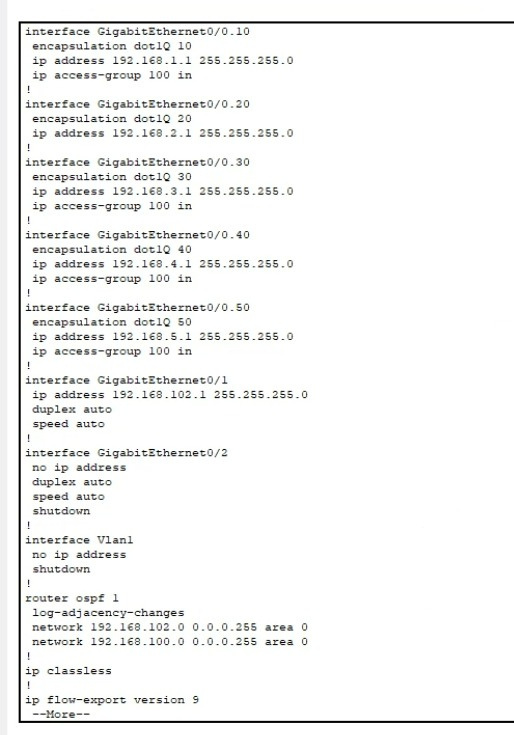 interface GigabitEthernet0/0.10
encapsulation dot1Q 10
ip address 192.168.1.1 255.255.255.0
ip access-group 100 in
!
interface GigabitEthernet0/0.20
encapsulation dot1Q 20
ip address 192.168.2.1 255.255.255.0
!
interface GigabitEthernet0/0.30
encapsulation dot1Q 30
ip address 192.168.3.1 255.255.255.0
ip access-group 100 in
!
interface GigabitEthernet0/0.40
encapsulation dot1Q 40
ip address 192.168.4.1 255.255.255.0
ip access-group 100 in
!
interface GigabitEthernet0/0.50
encapsulation dot1Q 50
ip address 192.168.5.1 255.255.255.0
ip access-group 100 in
!
interface GigabitEthernet0/1
ip address 192.168.102.1 255.255.255.0
duplex auto
speed auto
!
interface GigabitEthernet0/2
no ip address
duplex auto
speed auto
shutdown
!
interface Vlan1
no ip address
shutdown
!
router ospf 1
log-adjacency-changes
network 192.168.102.0 0.0.0.255 area 0
network 192.168.100.0 0.0.0.255 area 0
!
ip classless
!
ip flow-export version 9
--More--